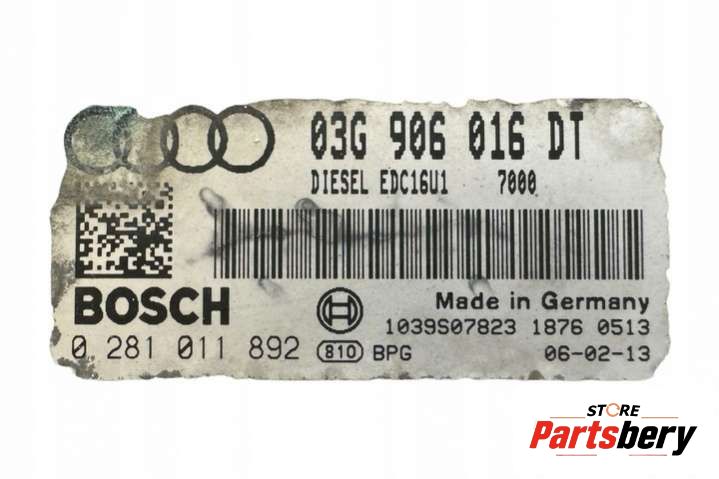 03G 906 016 DT
DIESEL EDC16U1 7000
BOSCH
Made in Germany
1039S07823 1876 0513
0 281 011 892 810 BPG 06-02-13
STORE
Partsbery